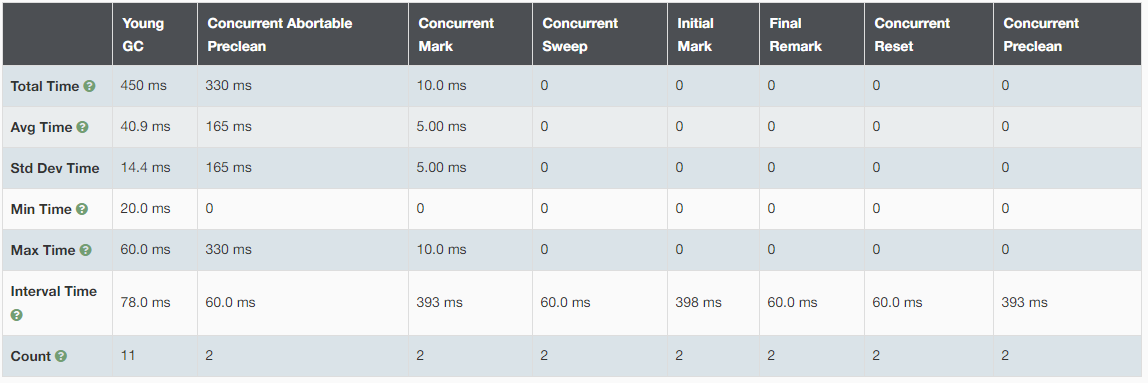 Young GC Concurrent Abortable Preclean Concurrent Mark Concurrent Sweep Initial Mark Final Remark Concurrent Reset Concurrent Preclean
Total Time 450 ms 330 ms 10.0 ms 0 0 0 0 0
Avg Time 40.9 ms 165 ms 5.00 ms 0 0 0 0 0
Std Dev Time 14.4 ms 165 ms 5.00 ms 0 0 0 0 0
Min Time 20.0 ms 0 0 0 0 0 0 0
Max Time 60.0 ms 330 ms 10.0 ms 0 0 0 0 0
Interval Time 78.0 ms 60.0 ms 393 ms 60.0 ms 398 ms 60.0 ms 60.0 ms 393 ms
Count 11 2 2 2 2 2 2 2